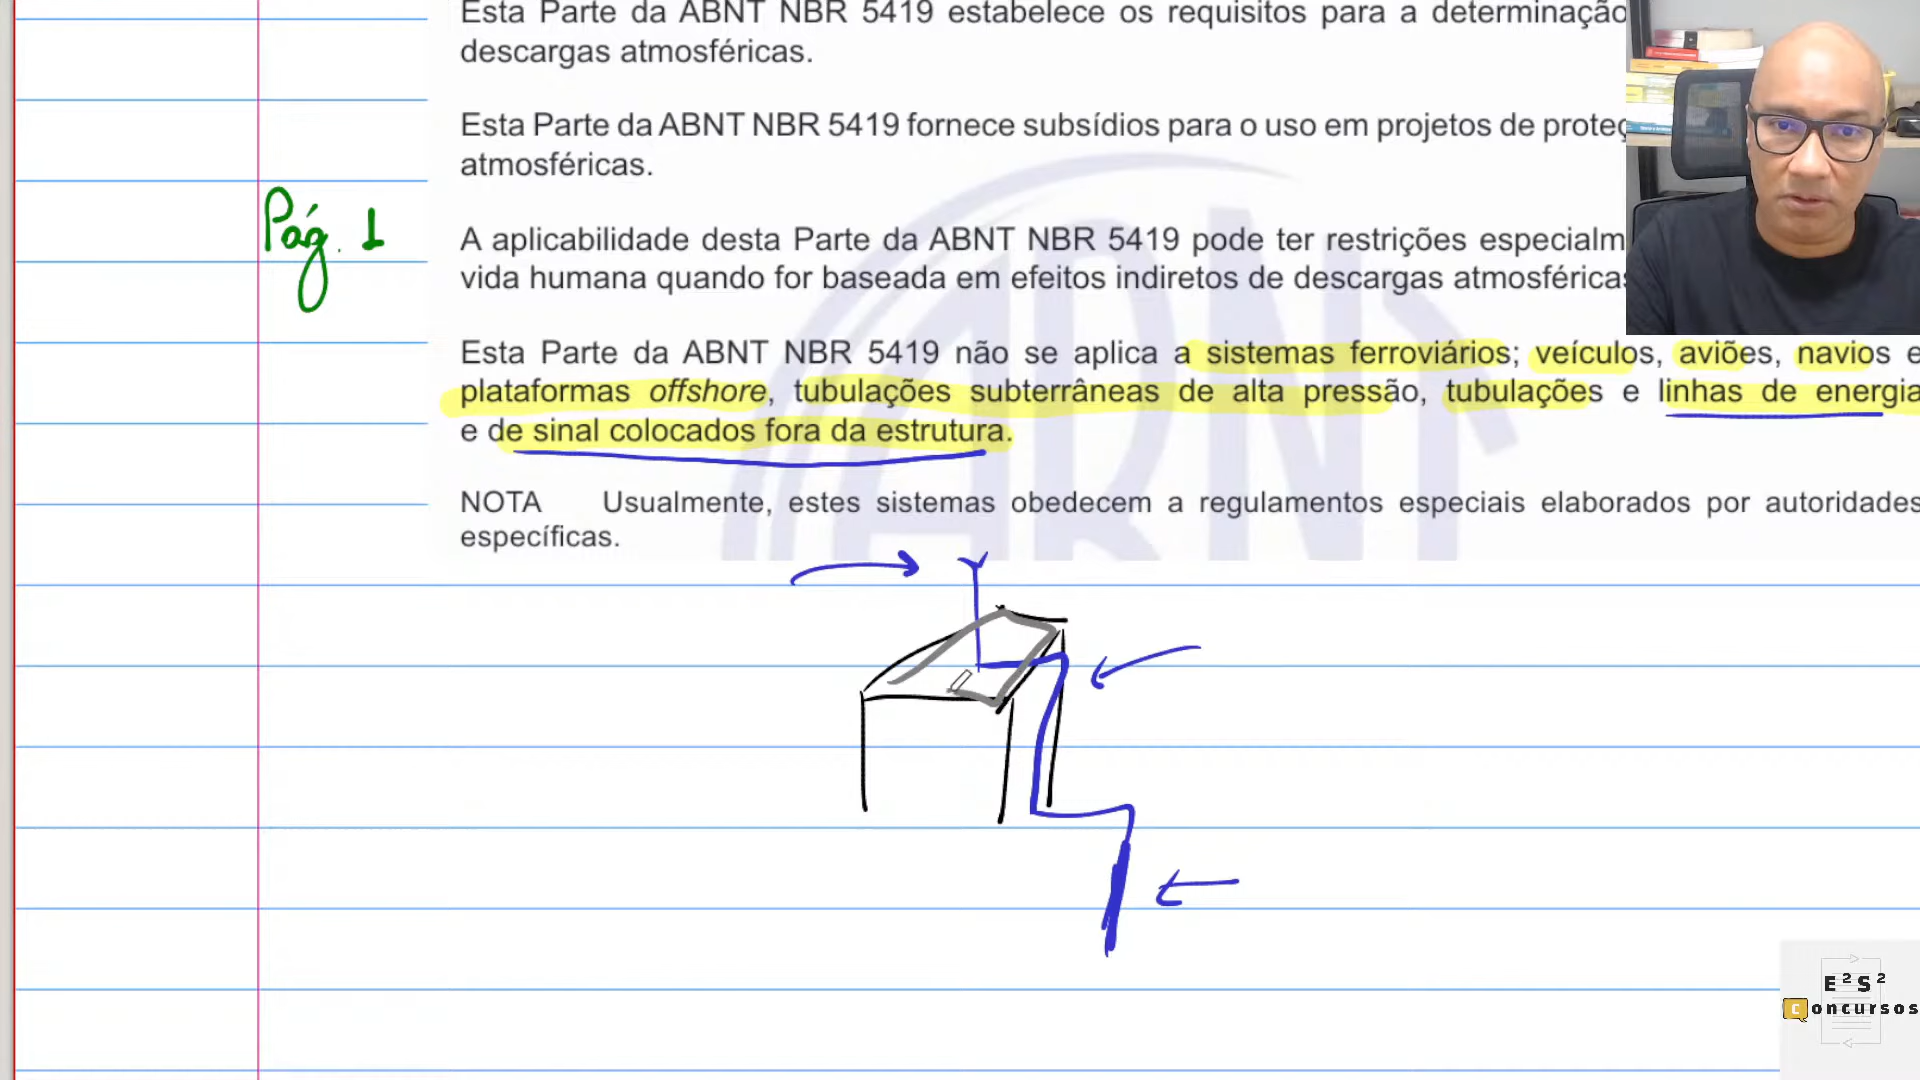 Esta Parte da ABNT NBR 5419 estabelece os requisitos para a determinação
descargas atmosféricas.
Esta Parte da ABNT NBR 5419 fornece subsídios para o uso em projetos de proteç
atmosféricas.
Pág. 1
A aplicabilidade desta Parte da ABNT NBR 5419 pode ter restrições especialm
vida humana quando for baseada em efeitos indiretos de descargas atmosféricas
Esta Parte da ABNT NBR 5419 não se aplica a sistemas ferroviários; veículos, aviões, navios e
plataformas offshore, tubulações subterrâneas de alta pressão, tubulações e linhas de energia
e de sinal colocados fora da estrutura.
NOTA Usualmente, estes sistemas obedecem a regulamentos especiais elaborados por autoridades
específicas.
ABNT
E²S²
Concursos